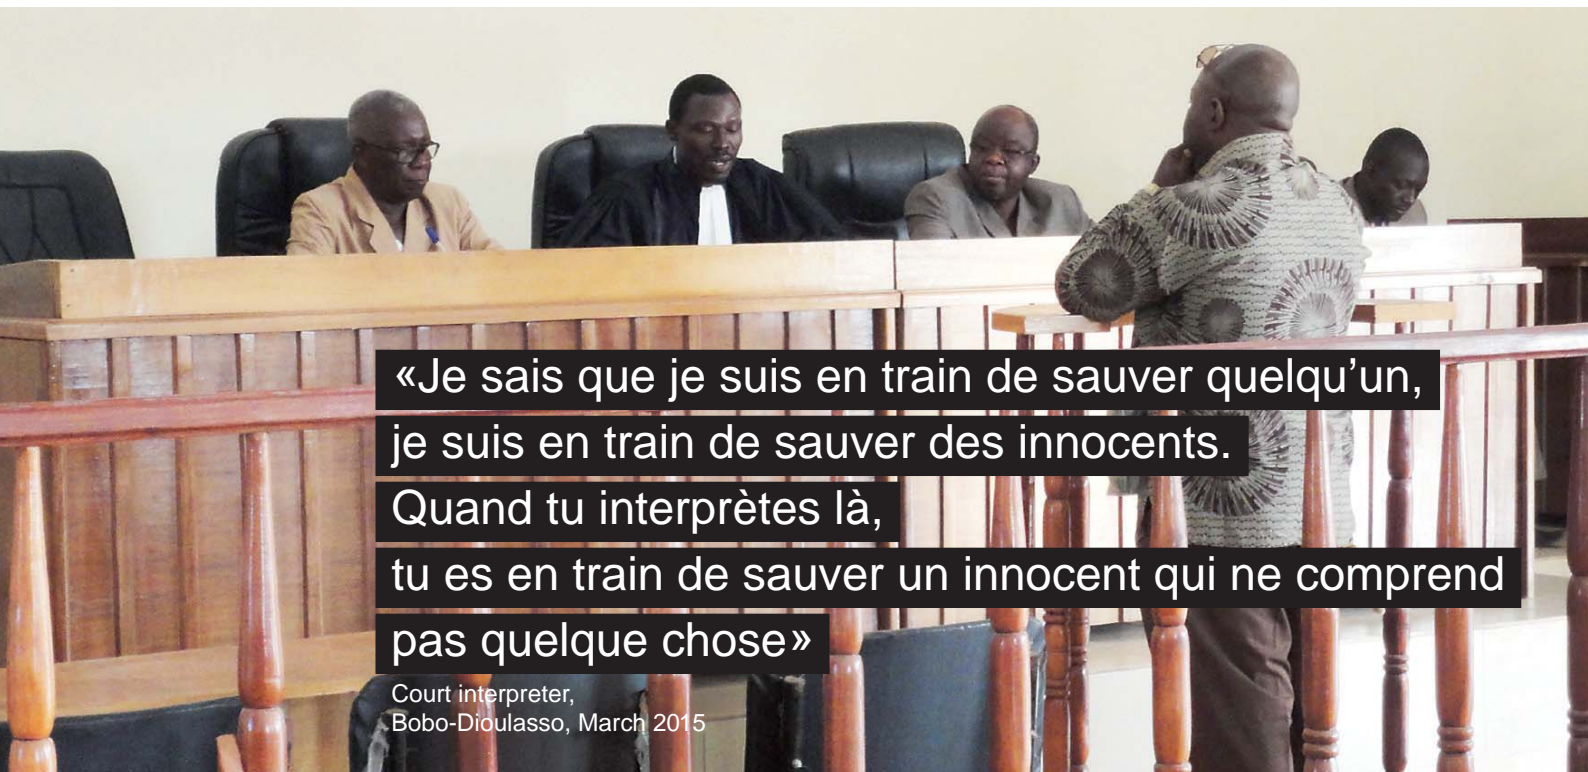 «Je sais que je suis en train de sauver quelqu’un,
je suis en train de sauver des innocents.
Quand tu interprètes là,
tu es en train de sauver un innocent qui ne comprend
pas quelque chose»
Court interpreter,
Bobo-Dioulasso, March 2015